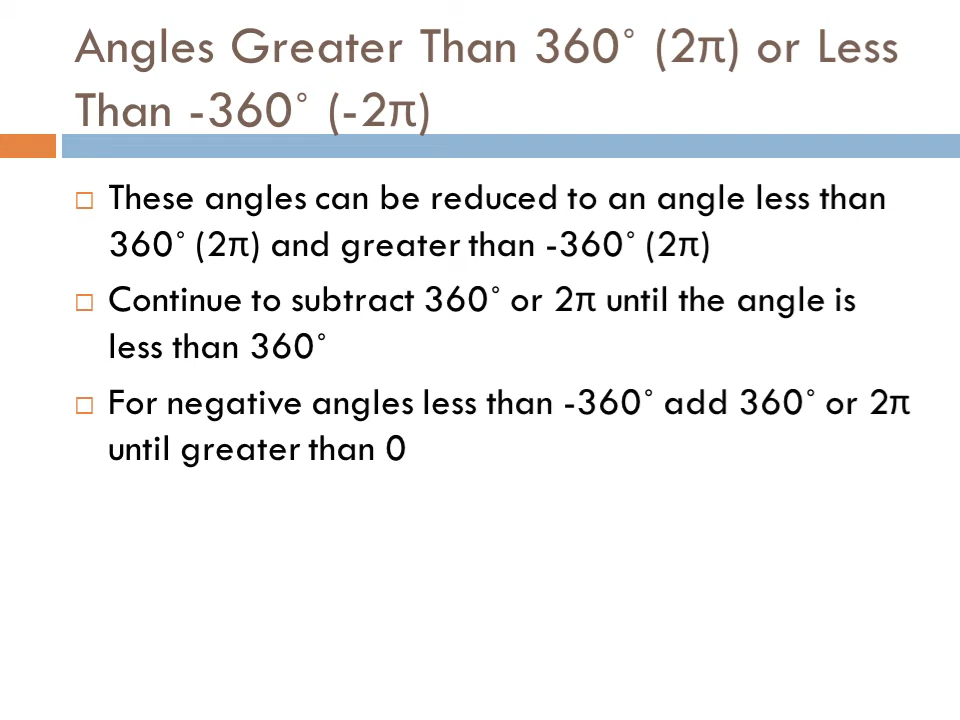 Angles Greater Than 360˚ (2π) or Less
Than -360˚ (-2π)
These angles can be reduced to an angle less than
360˚ (2π) and greater than -360˚ (2π)
Continue to subtract 360˚ or 2π until the angle is
less than 360˚
For negative angles less than -360˚ add 360˚ or 2π
until greater than 0